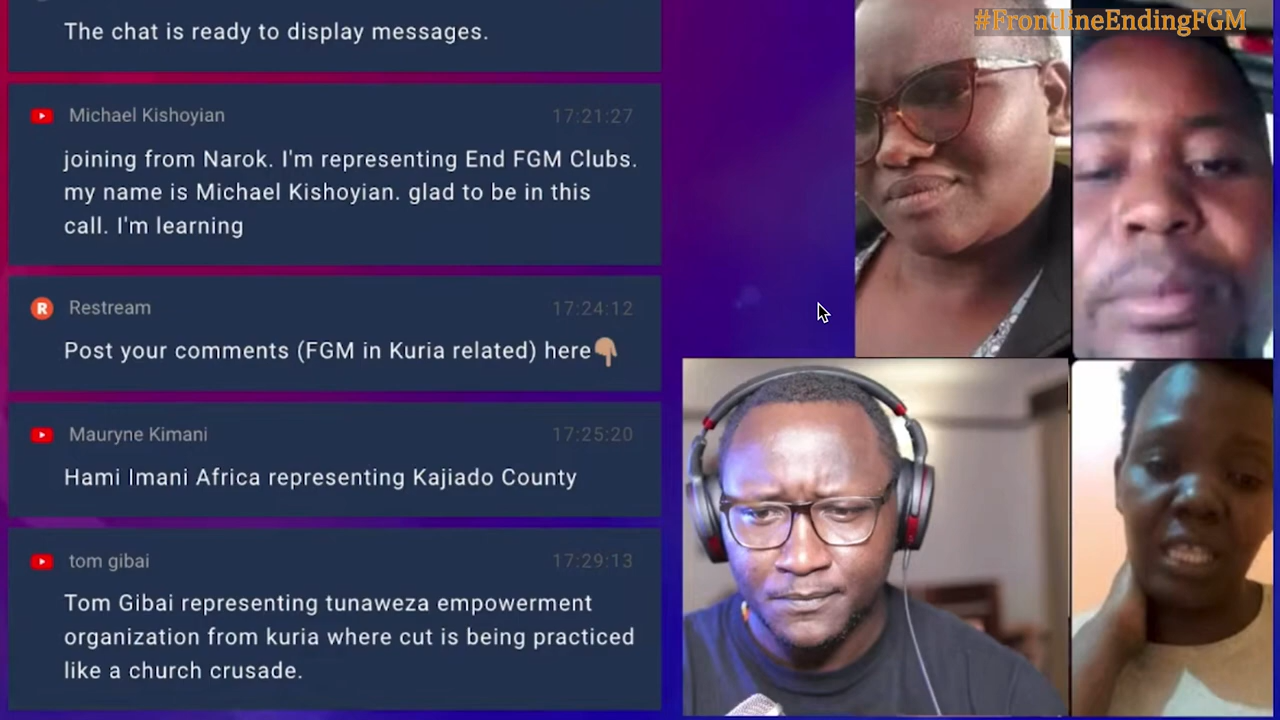 #FrontlineEndingFGM
The chat is ready to display messages.
Michael Kishoyian 17:21:27
joining from Narok. I'm representing End FGM Clubs.
my name is Michael Kishoyian. glad to be in this
call. I'm learning
R Restream 17:24:12
Post your comments (FGM in Kuria related) here👇🏽
Mauryne Kimani 17:25:20
Hami Imani Africa representing Kajiado County
tom gibai 17:29:13
Tom Gibai representing tunaweza empowerment
organization from kuria where cut is being practiced
like a church crusade.